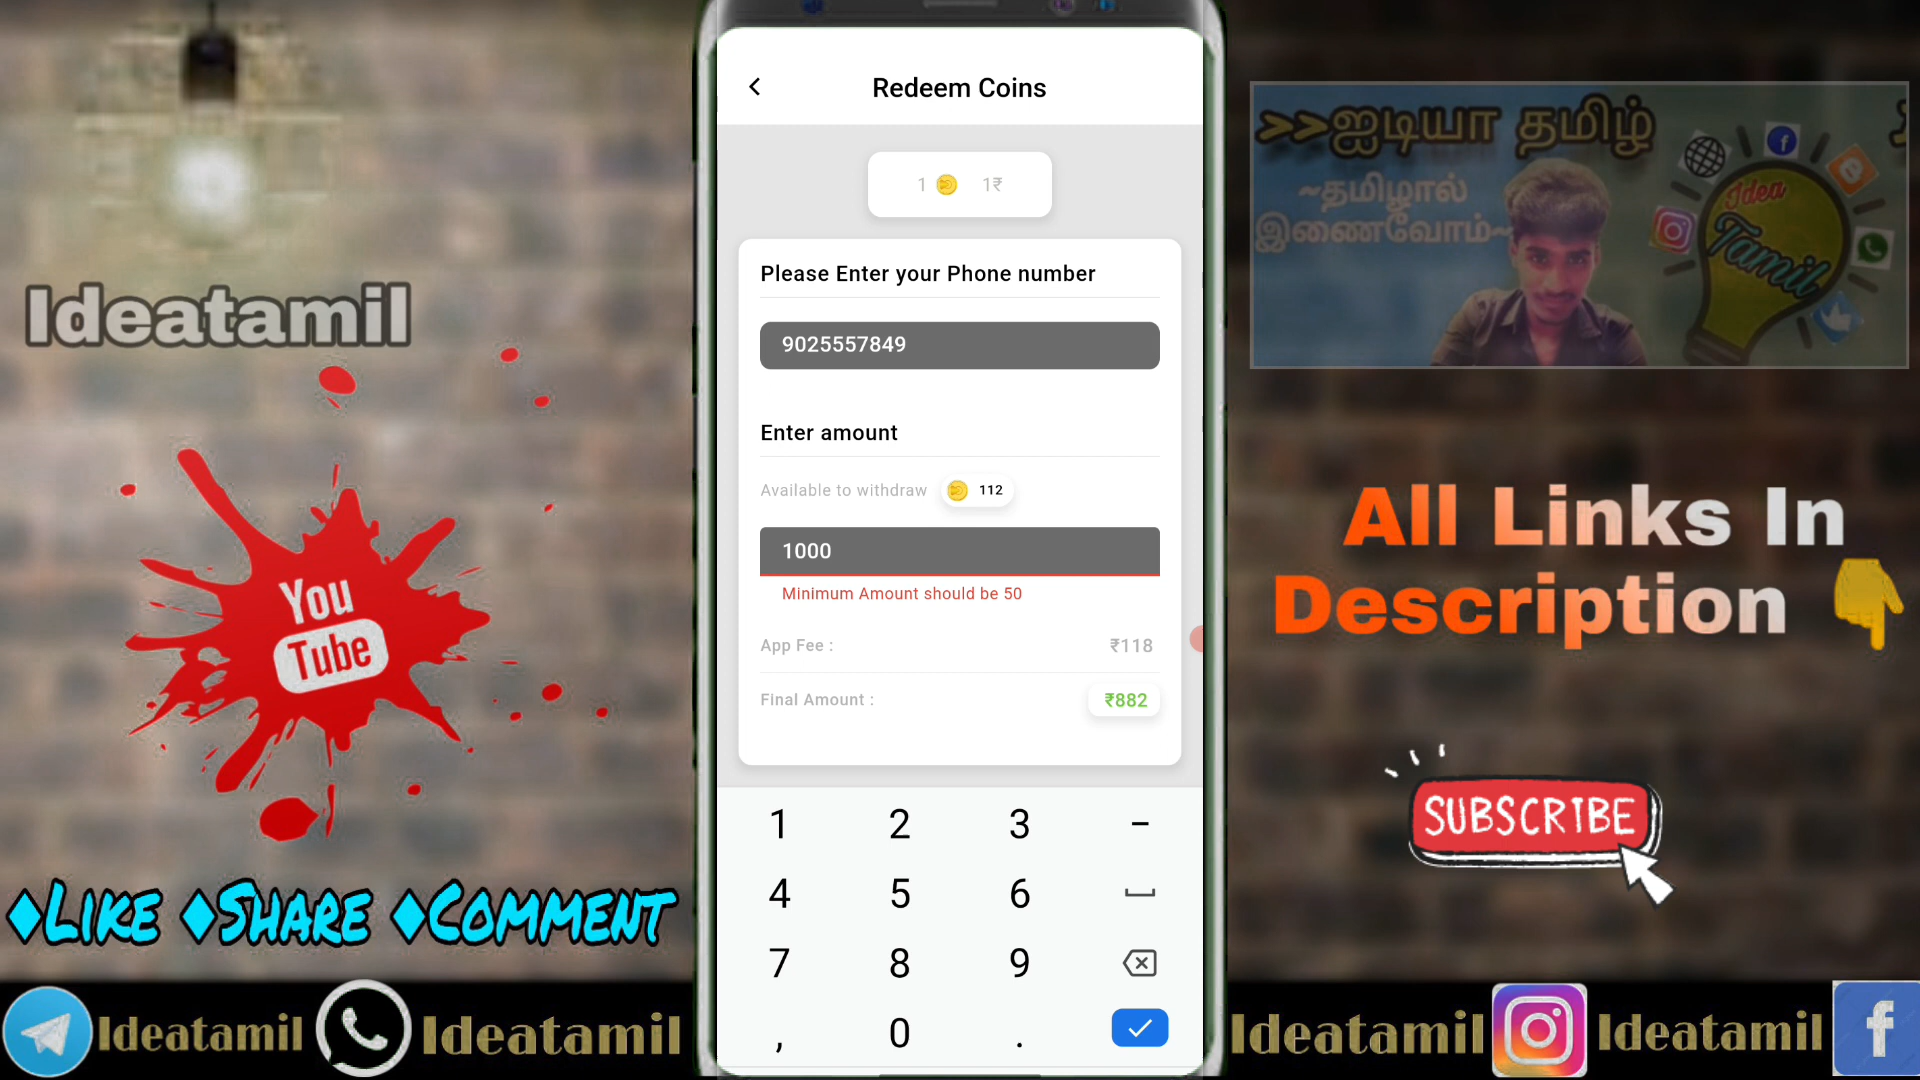 Redeem Coins
1 1₹
Please Enter your Phone number
9025557849
Enter amount
Available to withdraw 112
1000
Minimum Amount should be 50
App Fee : ₹118
Final Amount : ₹882
1 2 3 -
4 5 6
7 8 9
, 0 .
Ideatamil
You
Tube
♦LIKE ♦SHARE ♦COMMENT
Ideatamil Ideatamil
>>ஐடியா தமிழ்
~தமிழால்
இணைவோம்~
Idea
Tamil
All Links In
Description 👇
SUBSCRIBE
Ideatamil Ideatamil